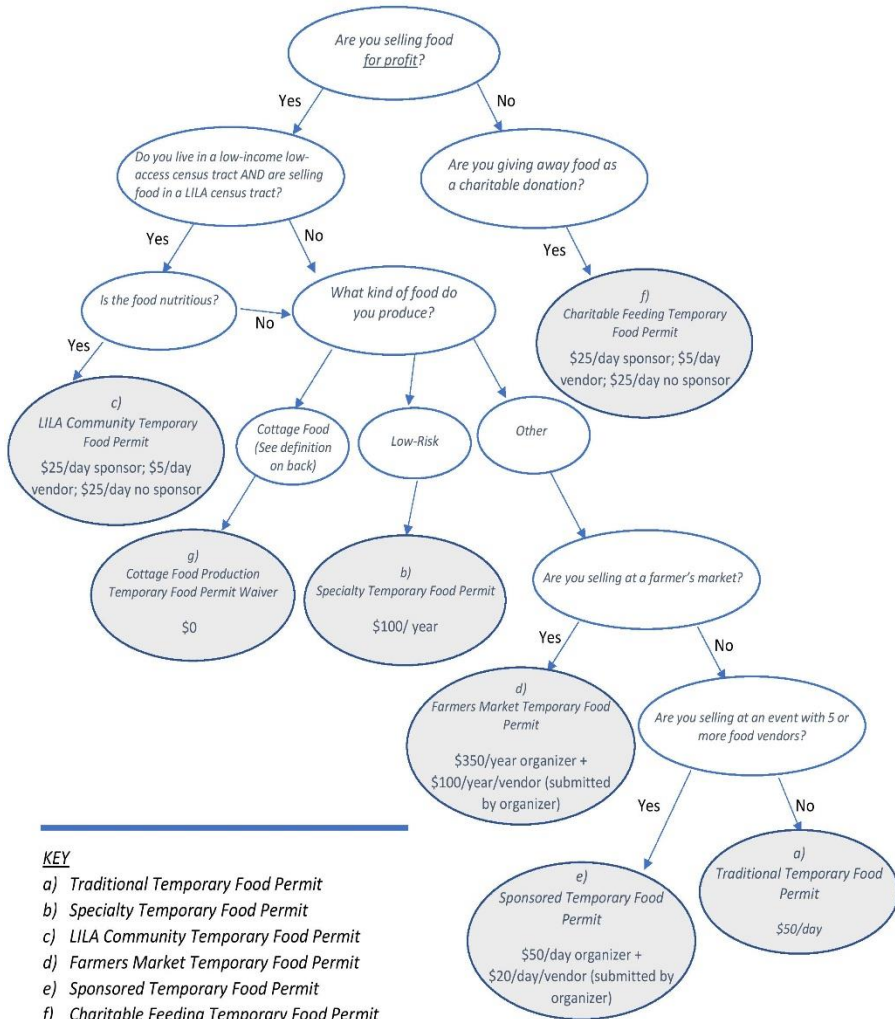 Are you selling food
for profit?
Yes
No
Do you live in a low-income low-
access census tract AND are selling
food in a LILA census tract?
Are you giving away food as
a charitable donation?
Yes
No
Yes
Is the food nutritious?
No
What kind of food do
you produce?
f)
Charitable Feeding Temporary
Food Permit
$25/day sponsor; $5/day
vendor; $25/day no sponsor
Yes
c)
LILA Community Temporary
Food Permit
$25/day sponsor; $5/day
vendor; $25/day no sponsor
Cottage Food
(See definition
on back)
Low-Risk
Other
g)
Cottage Food Production
Temporary Food Permit Waiver
$0
b)
Specialty Temporary Food Permit
$100/ year
Are you selling at a farmer's market?
Yes
No
d)
Farmers Market Temporary Food
Permit
$350/year organizer +
$100/year/vendor (submitted
by organizer)
Are you selling at an event with 5 or
more food vendors?
Yes
No
e)
Sponsored Temporary Food
Permit
$50/day organizer +
$20/day/vendor (submitted by
organizer)
a)
Traditional Temporary Food
Permit
$50/day
KEY
a) Traditional Temporary Food Permit
b) Specialty Temporary Food Permit
c) LILA Community Temporary Food Permit
d) Farmers Market Temporary Food Permit
e) Sponsored Temporary Food Permit
f) Charitable Feeding Temporary Food Permit